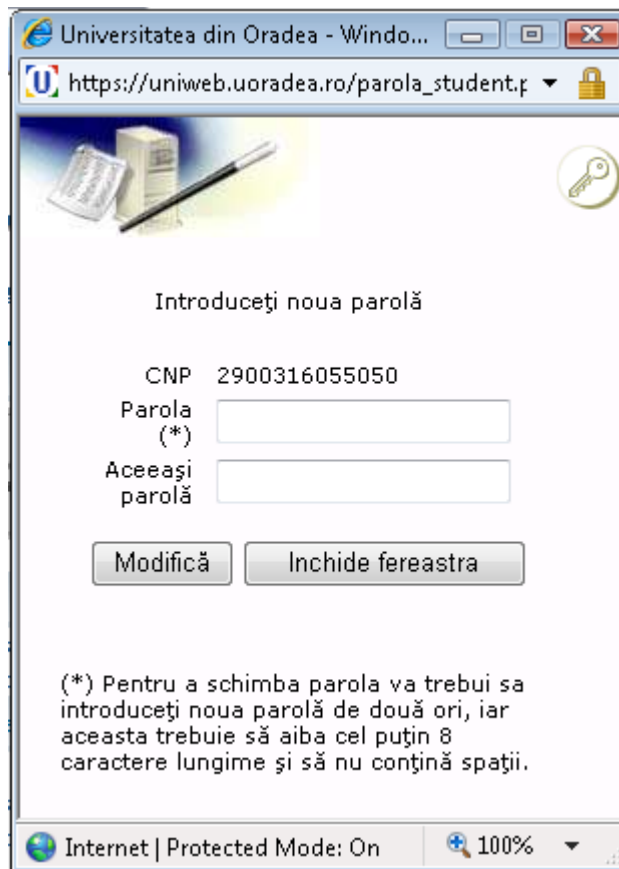 Universitatea din Oradea - Windo...
https://uniweb.uoradea.ro/parola_student.p
Introduceţi noua parolă
CNP 2900316055050
Parola
(*)
Aceeaşi
parolă
Modifică Inchide fereastra
(*) Pentru a schimba parola va trebui sa
introduceţi noua parolă de două ori, iar
aceasta trebuie să aiba cel puţin 8
caractere lungime şi să nu conţină spaţii.
Internet | Protected Mode: On 100%